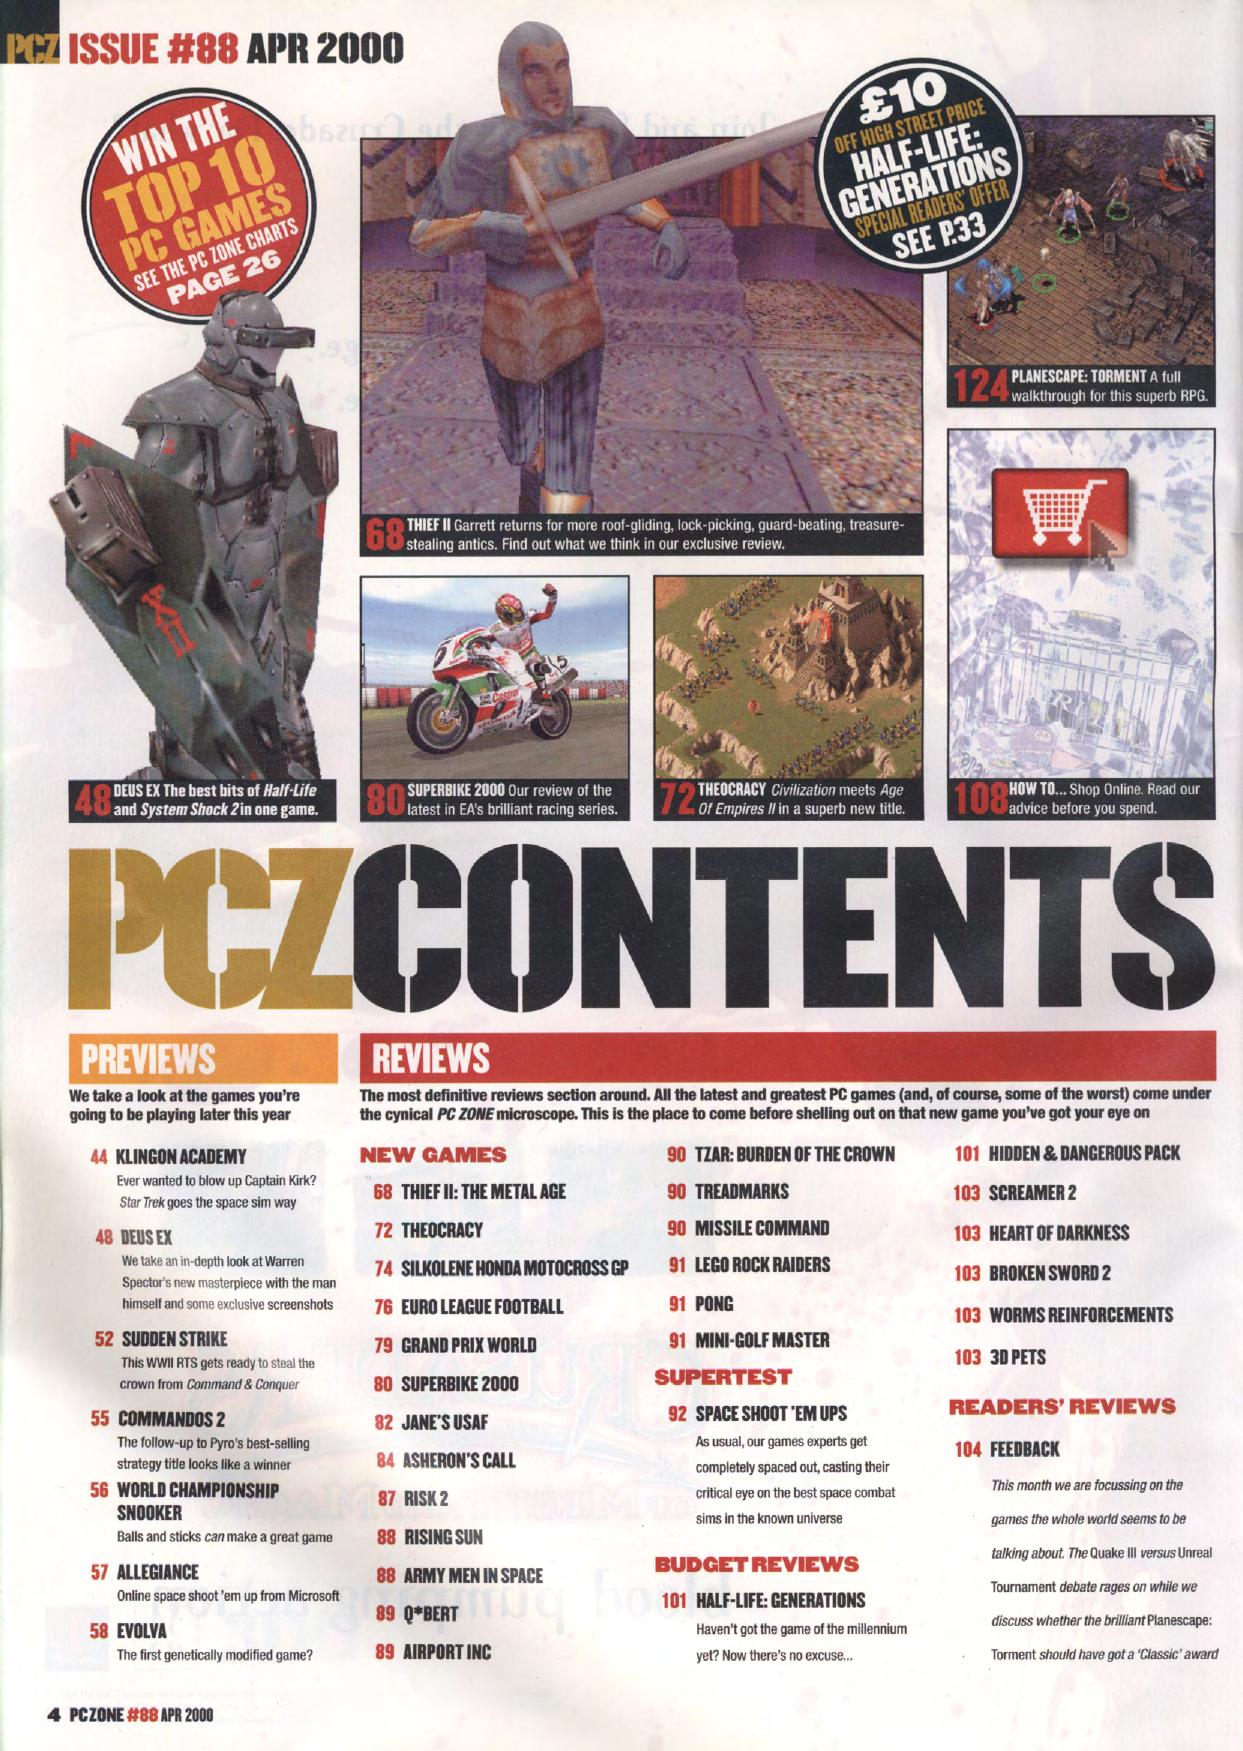 PCZ ISSUE #88 APR 2000
WIN THE
TOP 10
PC GAMES
SEE THE PC ZONE CHARTS
PAGE 26
£10
OFF HIGH STREET PRICE
HALF-LIFE:
GENERATIONS
SPECIAL READERS' OFFER
SEE P.33
124 PLANESCAPE: TORMENT A full
walkthrough for this superb RPG.
68 THIEF II Garrett returns for more roof-gliding, lock-picking, guard-beating, treasure-
stealing antics. Find out what we think in our exclusive review.
48 DEUS EX The best bits of Half-Life
and System Shock 2 in one game.
80 SUPERBIKE 2000 Our review of the
latest in EA's brilliant racing series.
72 THEOCRACY Civilization meets Age
Of Empires II in a superb new title.
108 HOW TO... Shop Online. Read our
advice before you spend.
PCZCONTENTS
PREVIEWS
We take a look at the games you're
going to be playing later this year
44 KLINGON ACADEMY
Ever wanted to blow up Captain Kirk?
Star Trek goes the space sim way
48 DEUS EX
We take an in-depth look at Warren
Spector's new masterpiece with the man
himself and some exclusive screenshots
52 SUDDEN STRIKE
This WWII RTS gets ready to steal the
crown from Command & Conquer
55 COMMANDOS 2
The follow-up to Pyro's best-selling
strategy title looks like a winner
56 WORLD CHAMPIONSHIP
SNOOKER
Balls and sticks can make a great game
57 ALLEGIANCE
Online space shoot 'em up from Microsoft
58 EVOLVA
The first genetically modified game?
REVIEWS
The most definitive reviews section around. All the latest and greatest PC games (and, of course, some of the worst) come under
the cynical PC ZONE microscope. This is the place to come before shelling out on that new game you've got your eye on
NEW GAMES
68 THIEF II: THE METAL AGE
72 THEOCRACY
74 SILKOLENE HONDA MOTOCROSS GP
76 EURO LEAGUE FOOTBALL
79 GRAND PRIX WORLD
80 SUPERBIKE 2000
82 JANE'S USAF
84 ASHERON'S CALL
87 RISK 2
88 RISING SUN
88 ARMY MEN IN SPACE
89 Q*BERT
89 AIRPORT INC
90 TZAR: BURDEN OF THE CROWN
90 TREADMARKS
90 MISSILE COMMAND
91 LEGO ROCK RAIDERS
91 PONG
91 MINI-GOLF MASTER
SUPERTEST
92 SPACE SHOOT 'EM UPS
As usual, our games experts get
completely spaced out, casting their
critical eye on the best space combat
sims in the known universe
BUDGET REVIEWS
101 HALF-LIFE: GENERATIONS
Haven't got the game of the millennium
yet? Now there's no excuse...
101 HIDDEN & DANGEROUS PACK
103 SCREAMER 2
103 HEART OF DARKNESS
103 BROKEN SWORD 2
103 WORMS REINFORCEMENTS
103 3D PETS
READERS' REVIEWS
104 FEEDBACK
This month we are focussing on the
games the whole world seems to be
talking about. The Quake III versus Unreal
Tournament debate rages on while we
discuss whether the brilliant Planescape:
Torment should have got a 'Classic' award
4 PCZONE #88 APR 2000